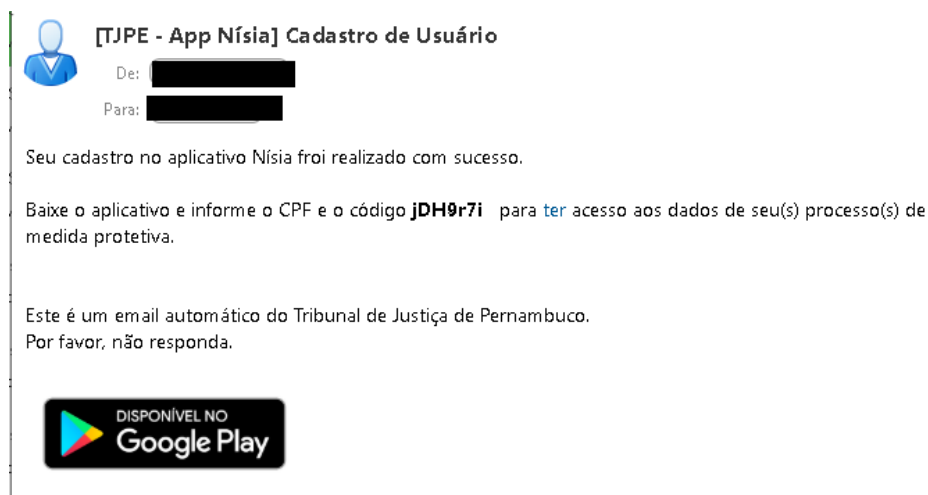 [TJPE - App Nísia] Cadastro de Usuário
De:
Para:
Seu cadastro no aplicativo Nísia froi realizado com sucesso.
Baixe o aplicativo e informe o CPF e o código jDH9r7i para ter acesso aos dados de seu(s) processo(s) de
medida protetiva.
Este é um email automático do Tribunal de Justiça de Pernambuco.
Por favor, não responda.
DISPONÍVEL NO
Google Play